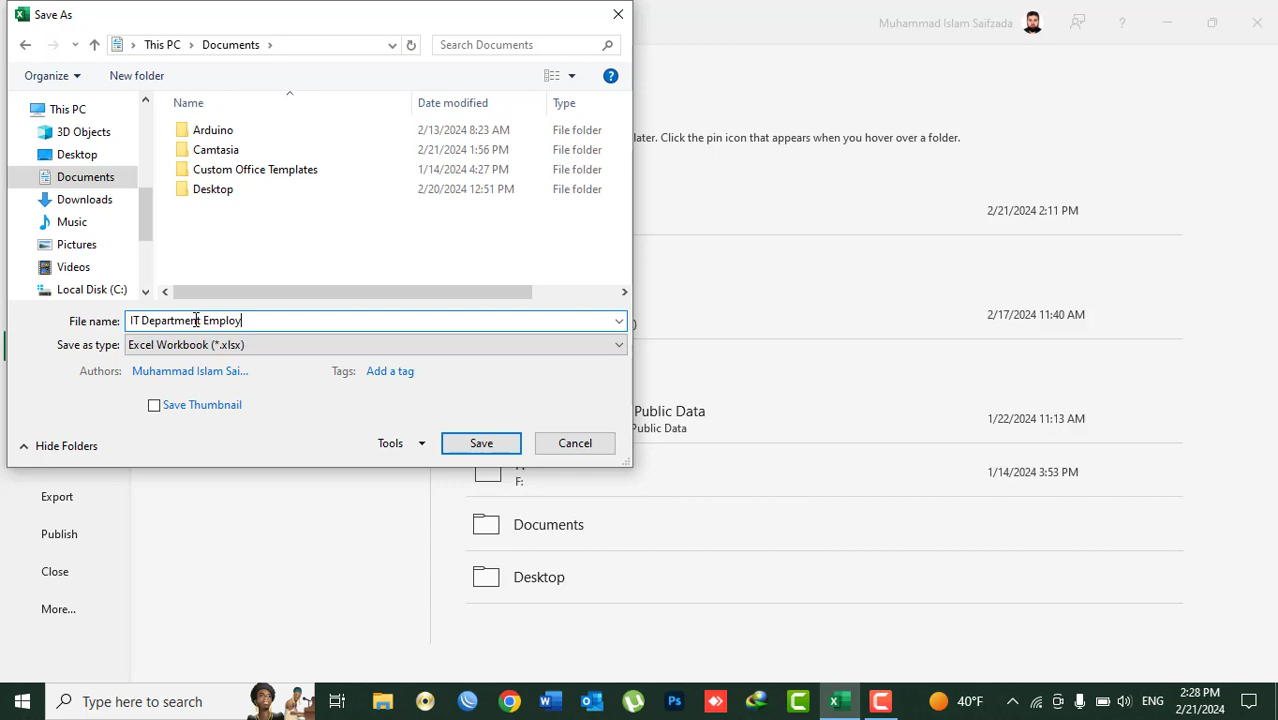 Save As
Muhammad Islam Saifzada
This PC > Documents >
Search Documents
Organize
New folder
Name
Date modified
Type
This PC
3D Objects
Desktop
Documents
Downloads
Music
Pictures
Videos
Local Disk (C:)
Arduino 2/13/2024 8:23 AM File folder
Camtasia 2/21/2024 1:56 PM File folder
Custom Office Templates 1/14/2024 4:27 PM File folder
Desktop 2/20/2024 12:51 PM File folder
later. Click the pin icon that appears when you hover over a folder.
2/21/2024 2:11 PM
2/17/2024 11:40 AM
File name: IT Department Employ
Save as type: Excel Workbook (*.xlsx)
Authors: Muhammad Islam Sai...
Tags: Add a tag
Save Thumbnail
Hide Folders
Tools
Save
Cancel
Public Data
Public Data
1/22/2024 11:13 AM
F:
1/14/2024 3:53 PM
Documents
Desktop
Export
Publish
Close
More...
Type here to search
40°F
ENG
2:28 PM
2/21/2024